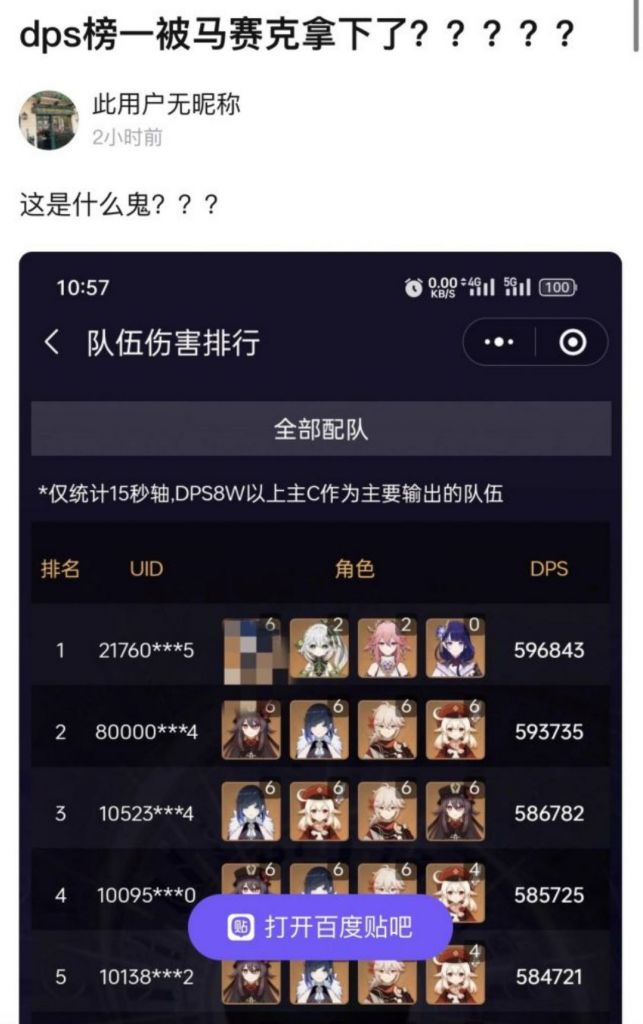 dps榜一被马赛克拿下了？？？？？
此用户无昵称
2小时前
这是什么鬼？？？
10:57
0.00 KB/S 4G 5G 100
队伍伤害排行
全部配队
*仅统计15秒轴,DPS8W以上主C作为主要输出的队伍
排名 UID 角色 DPS
1 21760***5 6 2 2 0 596843
2 80000***4 6 6 6 6 593735
3 10523***4 6 6 6 6 586782
4 10095***0 6 6 6 4 585725
贴 打开百度贴吧
5 10138***2 4 584721